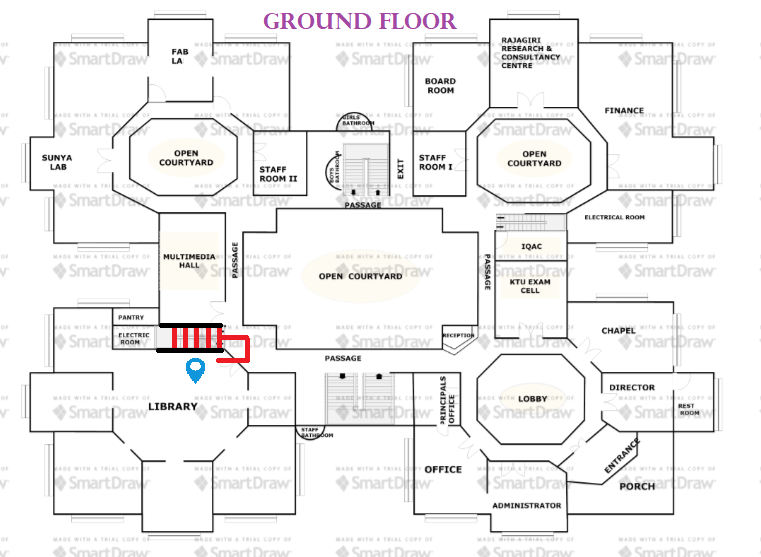 GROUND FLOOR
FAB
LA
RAJAGIRI
RESEARCH &
CONSULTANCY
CENTRE
BOARD
ROOM
FINANCE
GIRLS
BATHROOM
BOYS
BATHROOM
EXIT
SUNYA
LAB
OPEN
COURTYARD
STAFF
ROOM II
STAFF
ROOM I
OPEN
COURTYARD
PASSAGE
ELECTRICAL ROOM
MULTIMEDIA
HALL
PASSAGE
OPEN COURTYARD
PASSAGE
IQAC
KTU EXAM
CELL
PANTRY
ELECTRIC
ROOM
RECEPTION
CHAPEL
PASSAGE
LIBRARY
PRINCIPALS
OFFICE
LOBBY
DIRECTOR
REST
ROOM
STAFF
BATHROOM
OFFICE
ENTRANCE
PORCH
ADMINISTRATOR
MADE WITH A TRIAL COPY OF
SmartDraw